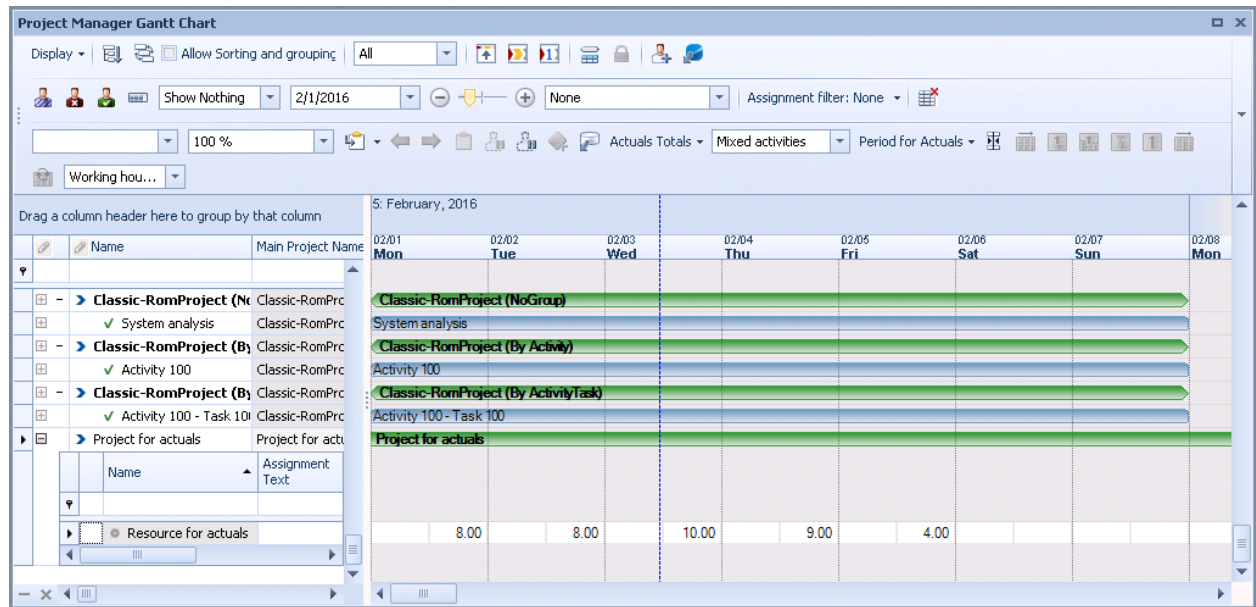 Project Manager Gantt Chart
Display Allow Sorting and grouping All
Show Nothing 2/1/2016 None Assignment filter: None
100 % Actuals Totals Mixed activities Period for Actuals
Working hou...
Drag a column header here to group by that column 5: February, 2016
Name Main Project Name 02/01 Mon 02/02 Tue 02/03 Wed 02/04 Thu 02/05 Fri 02/06 Sat 02/07 Sun 02/08 Mon
Classic-RomProject (No Classic-RomPro Classic-RomProject (NoGroup)
System analysis Classic-RomPro System analysis
Classic-RomProject (By Classic-RomPro Classic-RomProject (By Activity)
Activity 100 Classic-RomPro Activity 100
Classic-RomProject (By Classic-RomPro Classic-RomProject (By ActivityTask)
Activity 100 - Task 100 Classic-RomPro Activity 100 - Task 100
Project for actuals Project for actu Project for actuals
Name Assignment Text
Resource for actuals 8.00 8.00 10.00 9.00 4.00